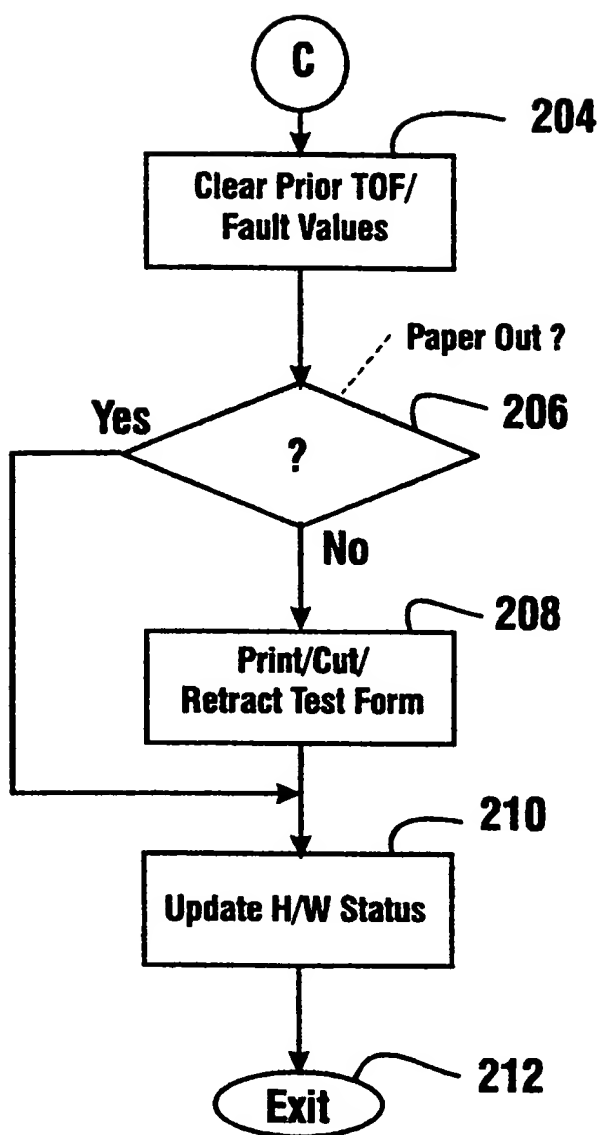 C
204
Clear Prior TOF/
Fault Values
Paper Out ?
Yes
206
?
No
208
Print/Cut/
Retract Test Form
210
Update H/W Status
212
Exit